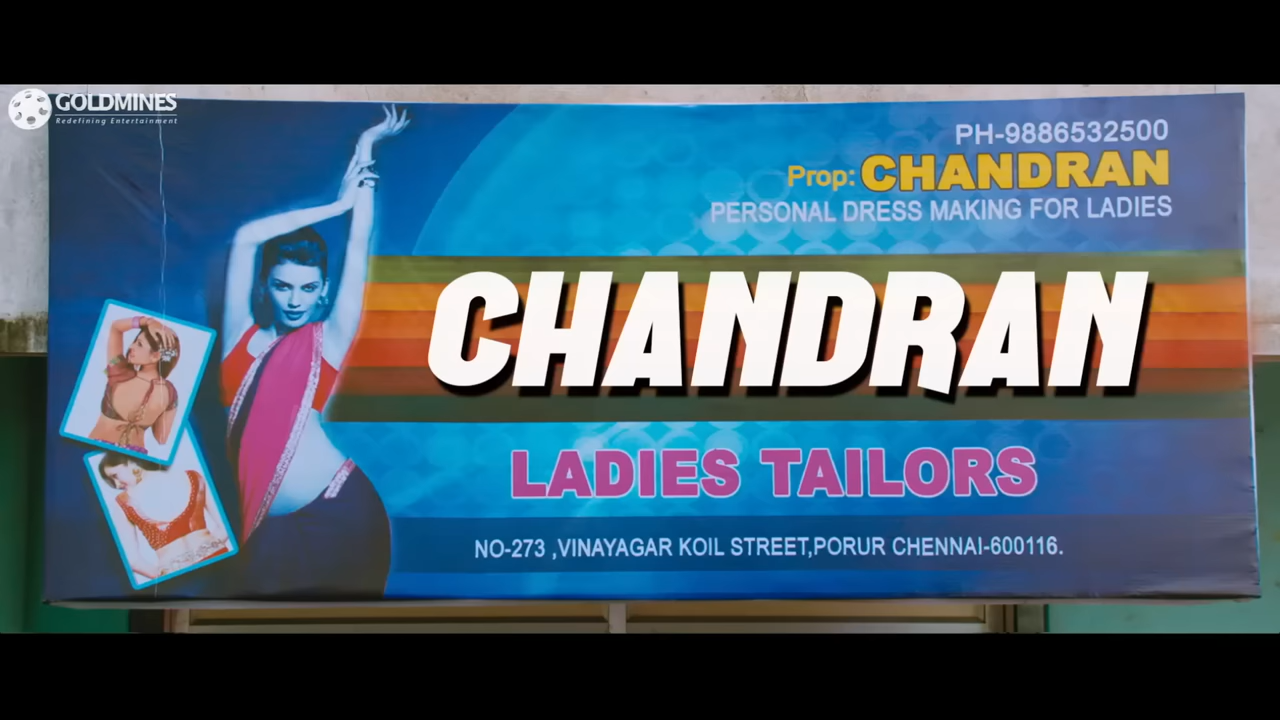 GOLDMINES
Redefining Entertainment
PH-9886532500
Prop: CHANDRAN
PERSONAL DRESS MAKING FOR LADIES
CHANDRAN
LADIES TAILORS
NO-273 ,VINAYAGAR KOIL STREET,PORUR CHENNAI-600116.